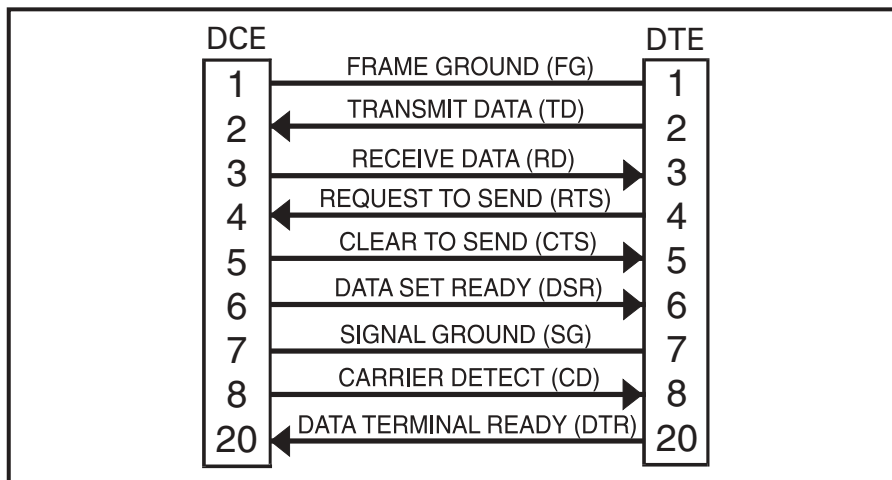 DCE DTE
1 FRAME GROUND (FG) 1
2 TRANSMIT DATA (TD) 2
3 RECEIVE DATA (RD) 3
4 REQUEST TO SEND (RTS) 4
5 CLEAR TO SEND (CTS) 5
6 DATA SET READY (DSR) 6
7 SIGNAL GROUND (SG) 7
8 CARRIER DETECT (CD) 8
20 DATA TERMINAL READY (DTR) 20